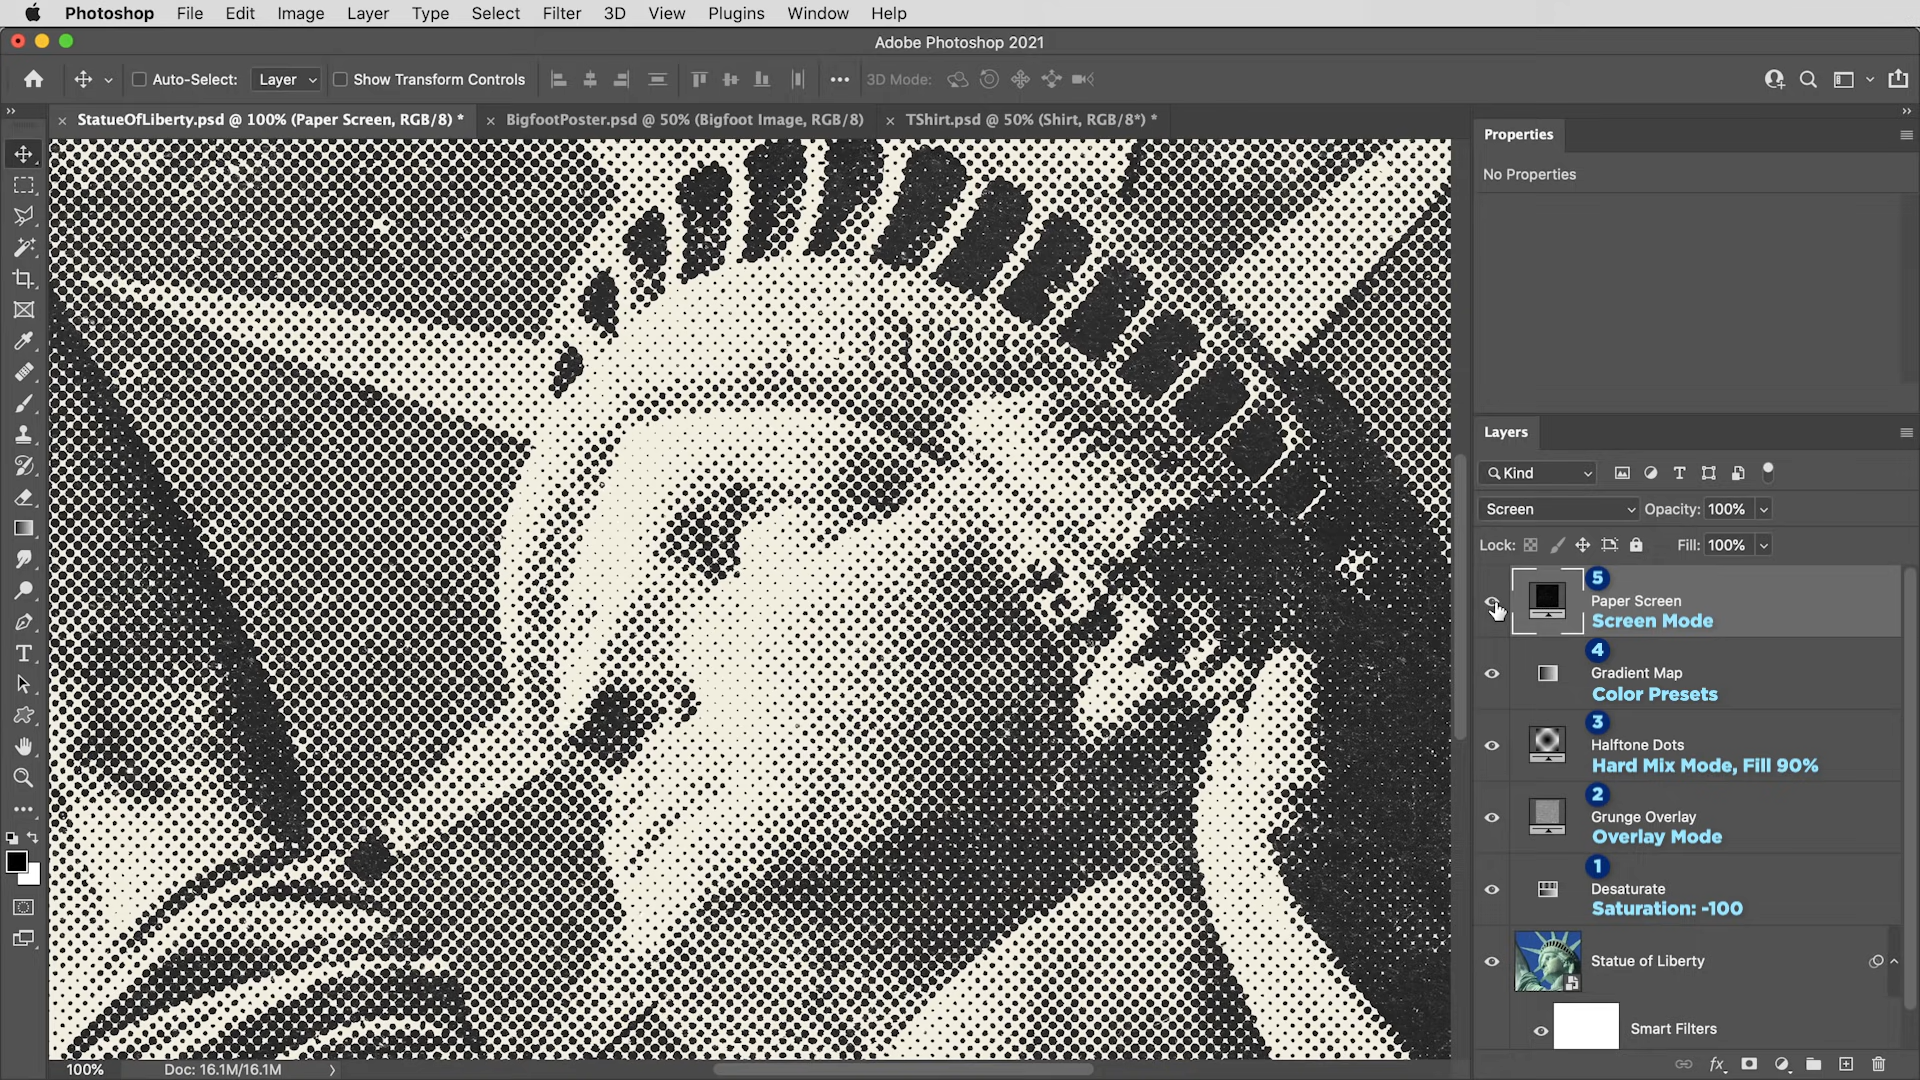 Photoshop File Edit Image Layer Type Select Filter 3D View Plugins Window Help
Adobe Photoshop 2021
Auto-Select: Layer Show Transform Controls 3D Mode:
StatueOfLiberty.psd @ 100% (Paper Screen, RGB/8) * BigfootPoster.psd @ 50% (Bigfoot Image, RGB/8) TShirt.psd @ 50% (Shirt, RGB/8*) *
Properties
No Properties
Layers
Kind
Screen Opacity: 100%
Lock: Fill: 100%
5
Paper Screen
Screen Mode
4
Gradient Map
Color Presets
3
Halftone Dots
Hard Mix Mode, Fill 90%
2
Grunge Overlay
Overlay Mode
1
Desaturate
Saturation: -100
Statue of Liberty
Smart Filters
100% Doc: 16.1M/16.1M